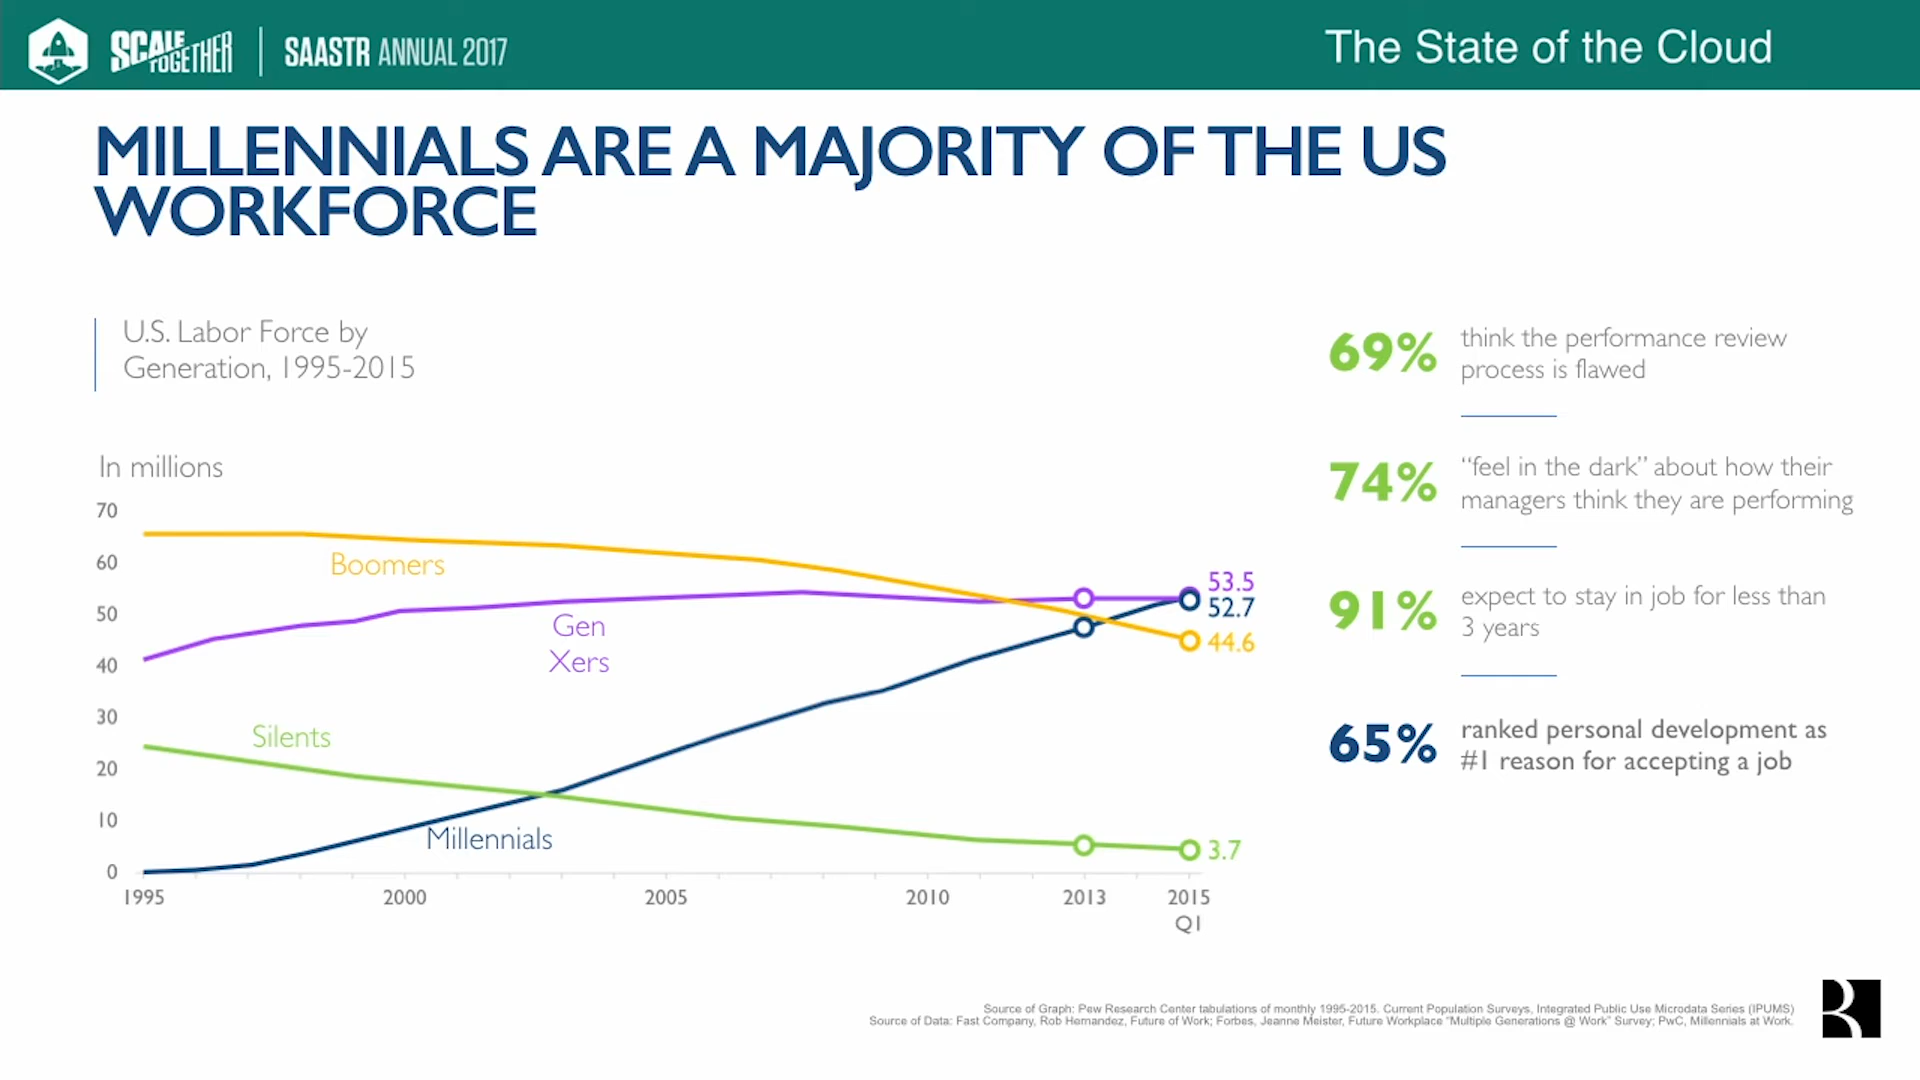 SCALE TOGETHER | SAASTR ANNUAL 2017
The State of the Cloud
MILLENNIALS ARE A MAJORITY OF THE US
WORKFORCE
U.S. Labor Force by
Generation, 1995-2015
In millions
70
60
50
40
30
20
10
0
Boomers
Gen
Xers
Silents
Millennials
53.5
52.7
44.6
3.7
1995
2000
2005
2010
2013
2015
Q1
69%
think the performance review
process is flawed
74%
“feel in the dark” about how their
managers think they are performing
91%
expect to stay in job for less than
3 years
65%
ranked personal development as
#1 reason for accepting a job
Source of Graph: Pew Research Center tabulations of monthly 1995-2015. Current Population Surveys, Integrated Public Use Microdata Series (IPUMS)
Source of Data: Fast Company, Rob Hernandez, Future of Work; Forbes, Jeanne Meister, Future Workplace “Multiple Generations @ Work” Survey; PwC, Millennials at Work.